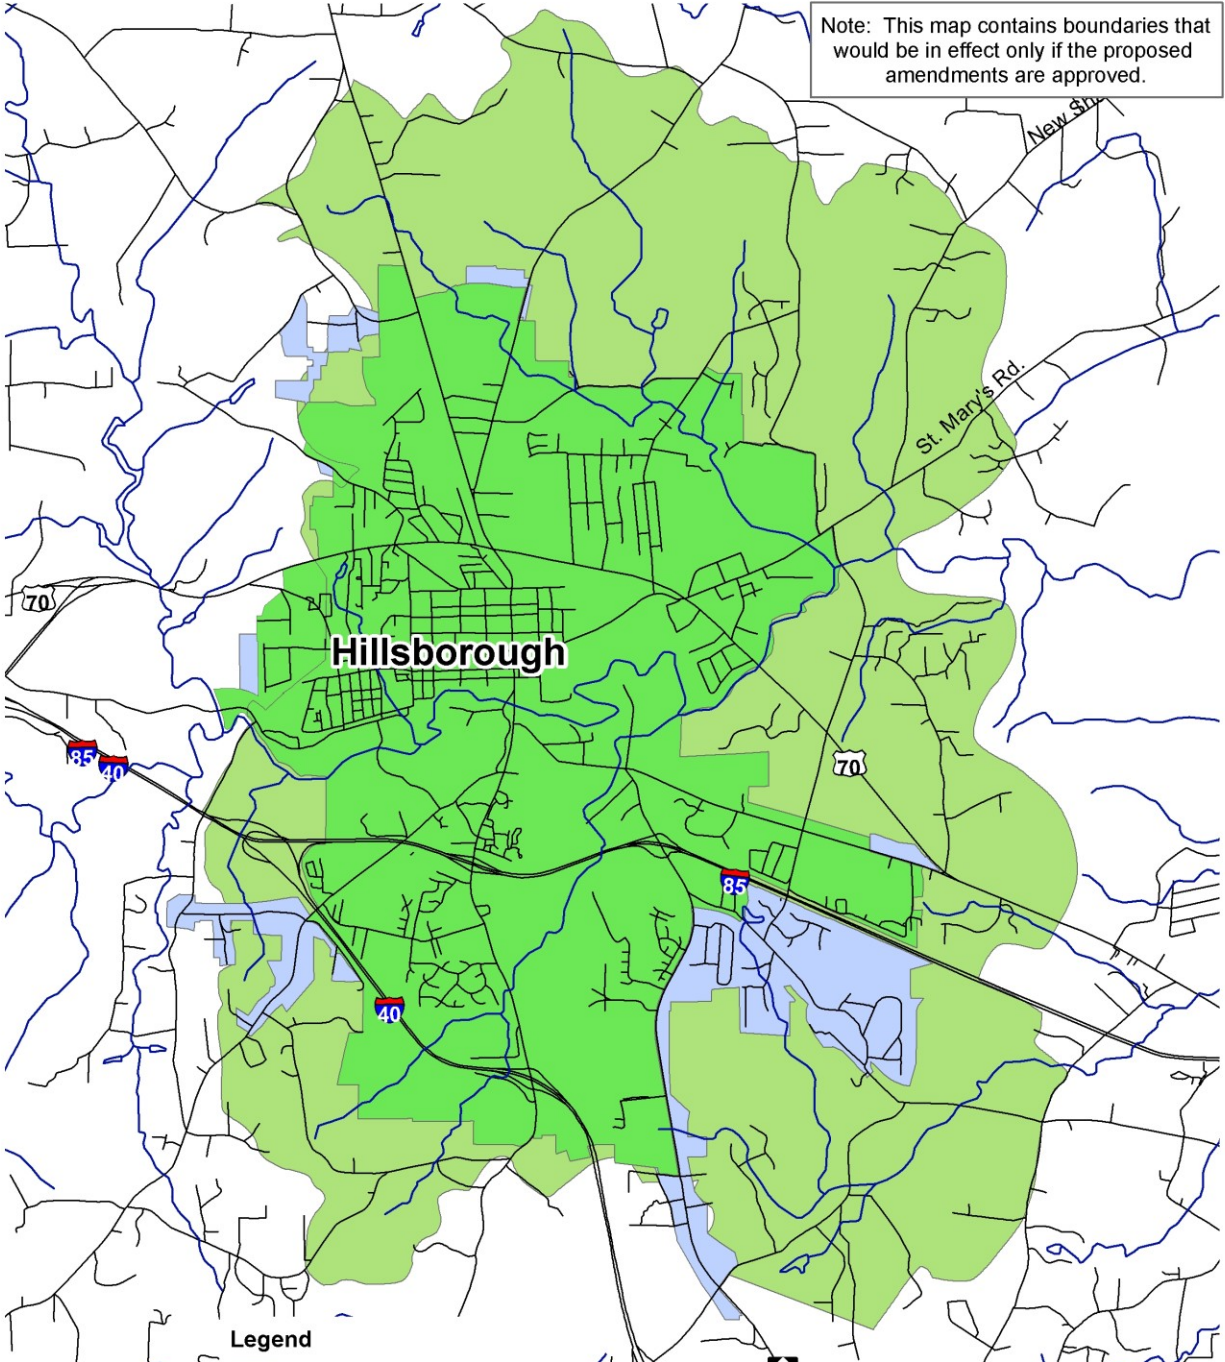 Note: This map contains boundaries that
would be in effect only if the proposed
amendments are approved.
New
St. Mary's Rd.
70
Hillsborough
85
40
70
85
40
Legend